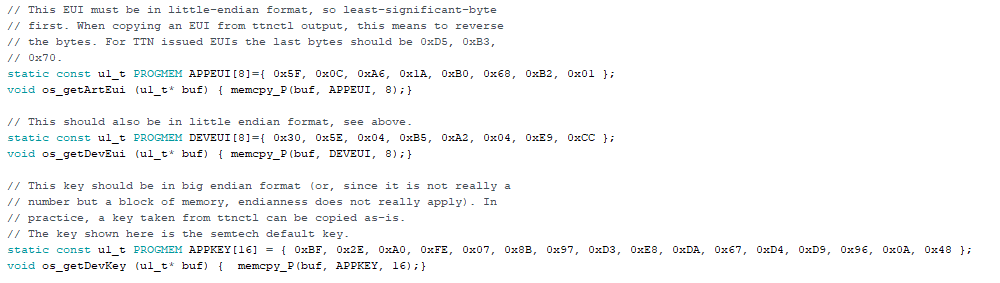 // This EUI must be in little-endian format, so least-significant-byte
// first. When copying an EUI from ttnctl output, this means to reverse
// the bytes. For TTN issued EUIs the last bytes should be 0xD5, 0xB3,
// 0x70.
static const u1_t PROGMEM APPEUI[8]={ 0x5F, 0x0C, 0xA6, 0x1A, 0xB0, 0x68, 0xB2, 0x01 };
void os_getArtEui (u1_t* buf) { memcpy_P(buf, APPEUI, 8);}
// This should also be in little endian format, see above.
static const u1_t PROGMEM DEVEUI[8]={ 0x30, 0x5E, 0x04, 0xB5, 0xA2, 0x04, 0xE9, 0xCC };
void os_getDevEui (u1_t* buf) { memcpy_P(buf, DEVEUI, 8);}
// This key should be in big endian format (or, since it is not really a
// number but a block of memory, endianness does not really apply). In
// practice, a key taken from ttnctl can be copied as-is.
// The key shown here is the semtech default key.
static const u1_t PROGMEM APPKEY[16] = { 0xBF, 0x2E, 0xA0, 0xFE, 0x07, 0x8B, 0x97, 0xD3, 0xE8, 0xDA, 0x67, 0xD4, 0xD9, 0x96, 0x0A, 0x48 };
void os_getDevKey (u1_t* buf) {  memcpy_P(buf, APPKEY, 16);}